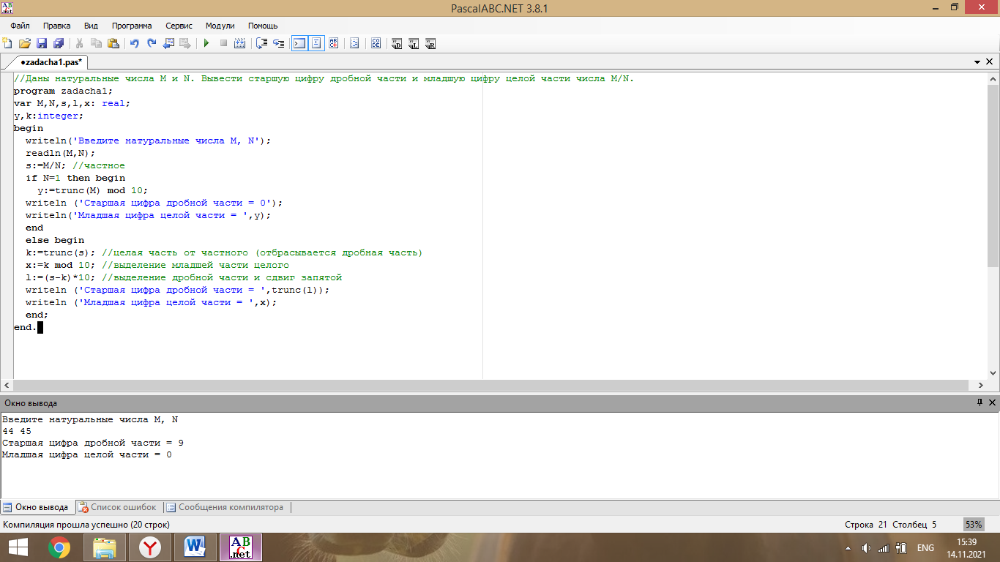 PascalABC.NET 3.8.1
Файл Правка Вид Программа Сервис Модули Помощь
•zadacha1.pas*
//Даны натуральные числа M и N. Вывести старшую цифру дробной части и младшую цифру целой части числа M/N.
program zadacha1;
var M,N,s,l,x: real;
y,k:integer;
begin
writeln('Введите натуральные числа M, N');
readln(M,N);
s:=M/N; //частное
if N=1 then begin
y:=trunc(M) mod 10;
writeln ('Старшая цифра дробной части = 0');
writeln('Младшая цифра целой части = ',y);
end
else begin
k:=trunc(s); //целая часть от частного (отбрасывается дробная часть)
x:=k mod 10; //выделение младшей части целого
l:=(s-k)*10; //выделение дробной части и сдвиг запятой
writeln ('Старшая цифра дробной части = ',trunc(l));
writeln ('Младшая цифра целой части = ',x);
end;
end.
Окно вывода
Введите натуральные числа M, N
44 45
Старшая цифра дробной части = 9
Младшая цифра целой части = 0
Окно вывода Список ошибок Сообщения компилятора
Компиляция прошла успешно (20 строк) Строка 21 Столбец 5 53%
ENG 15:39
14.11.2021